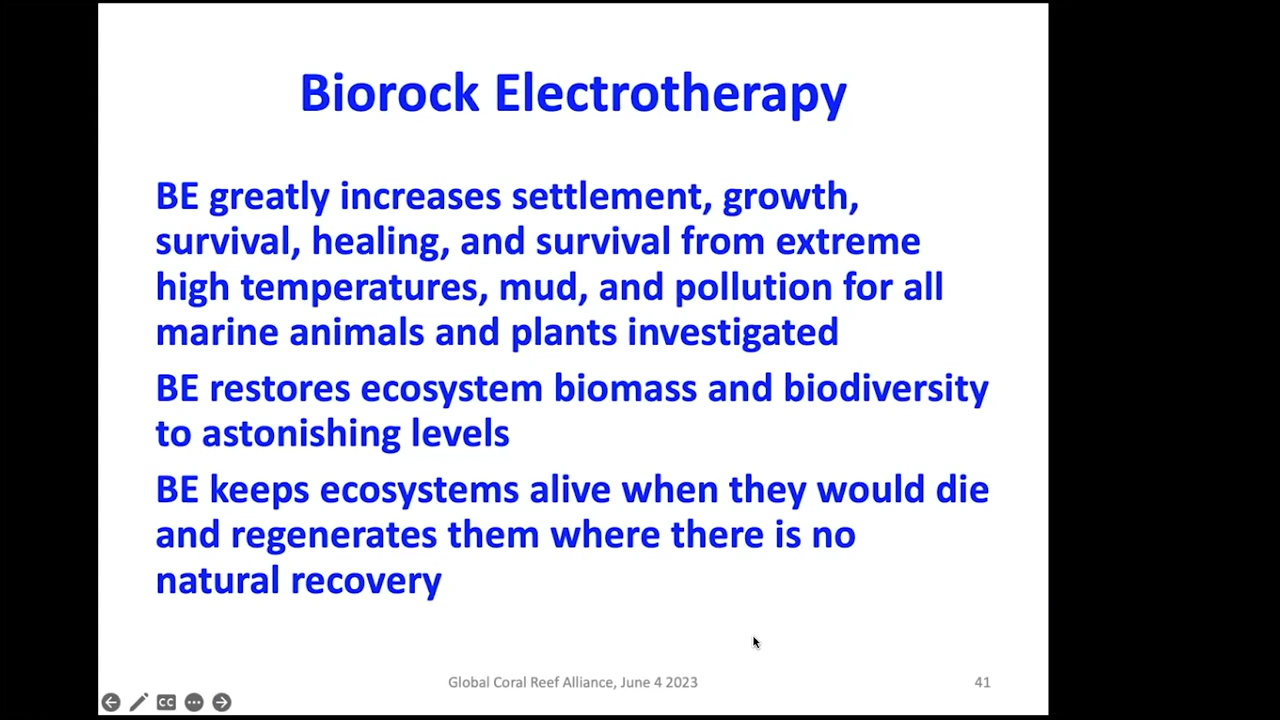 Biorock Electrotherapy
BE greatly increases settlement, growth,
survival, healing, and survival from extreme
high temperatures, mud, and pollution for all
marine animals and plants investigated
BE restores ecosystem biomass and biodiversity
to astonishing levels
BE keeps ecosystems alive when they would die
and regenerates them where there is no
natural recovery
Global Coral Reef Alliance, June 4 2023
41
CC